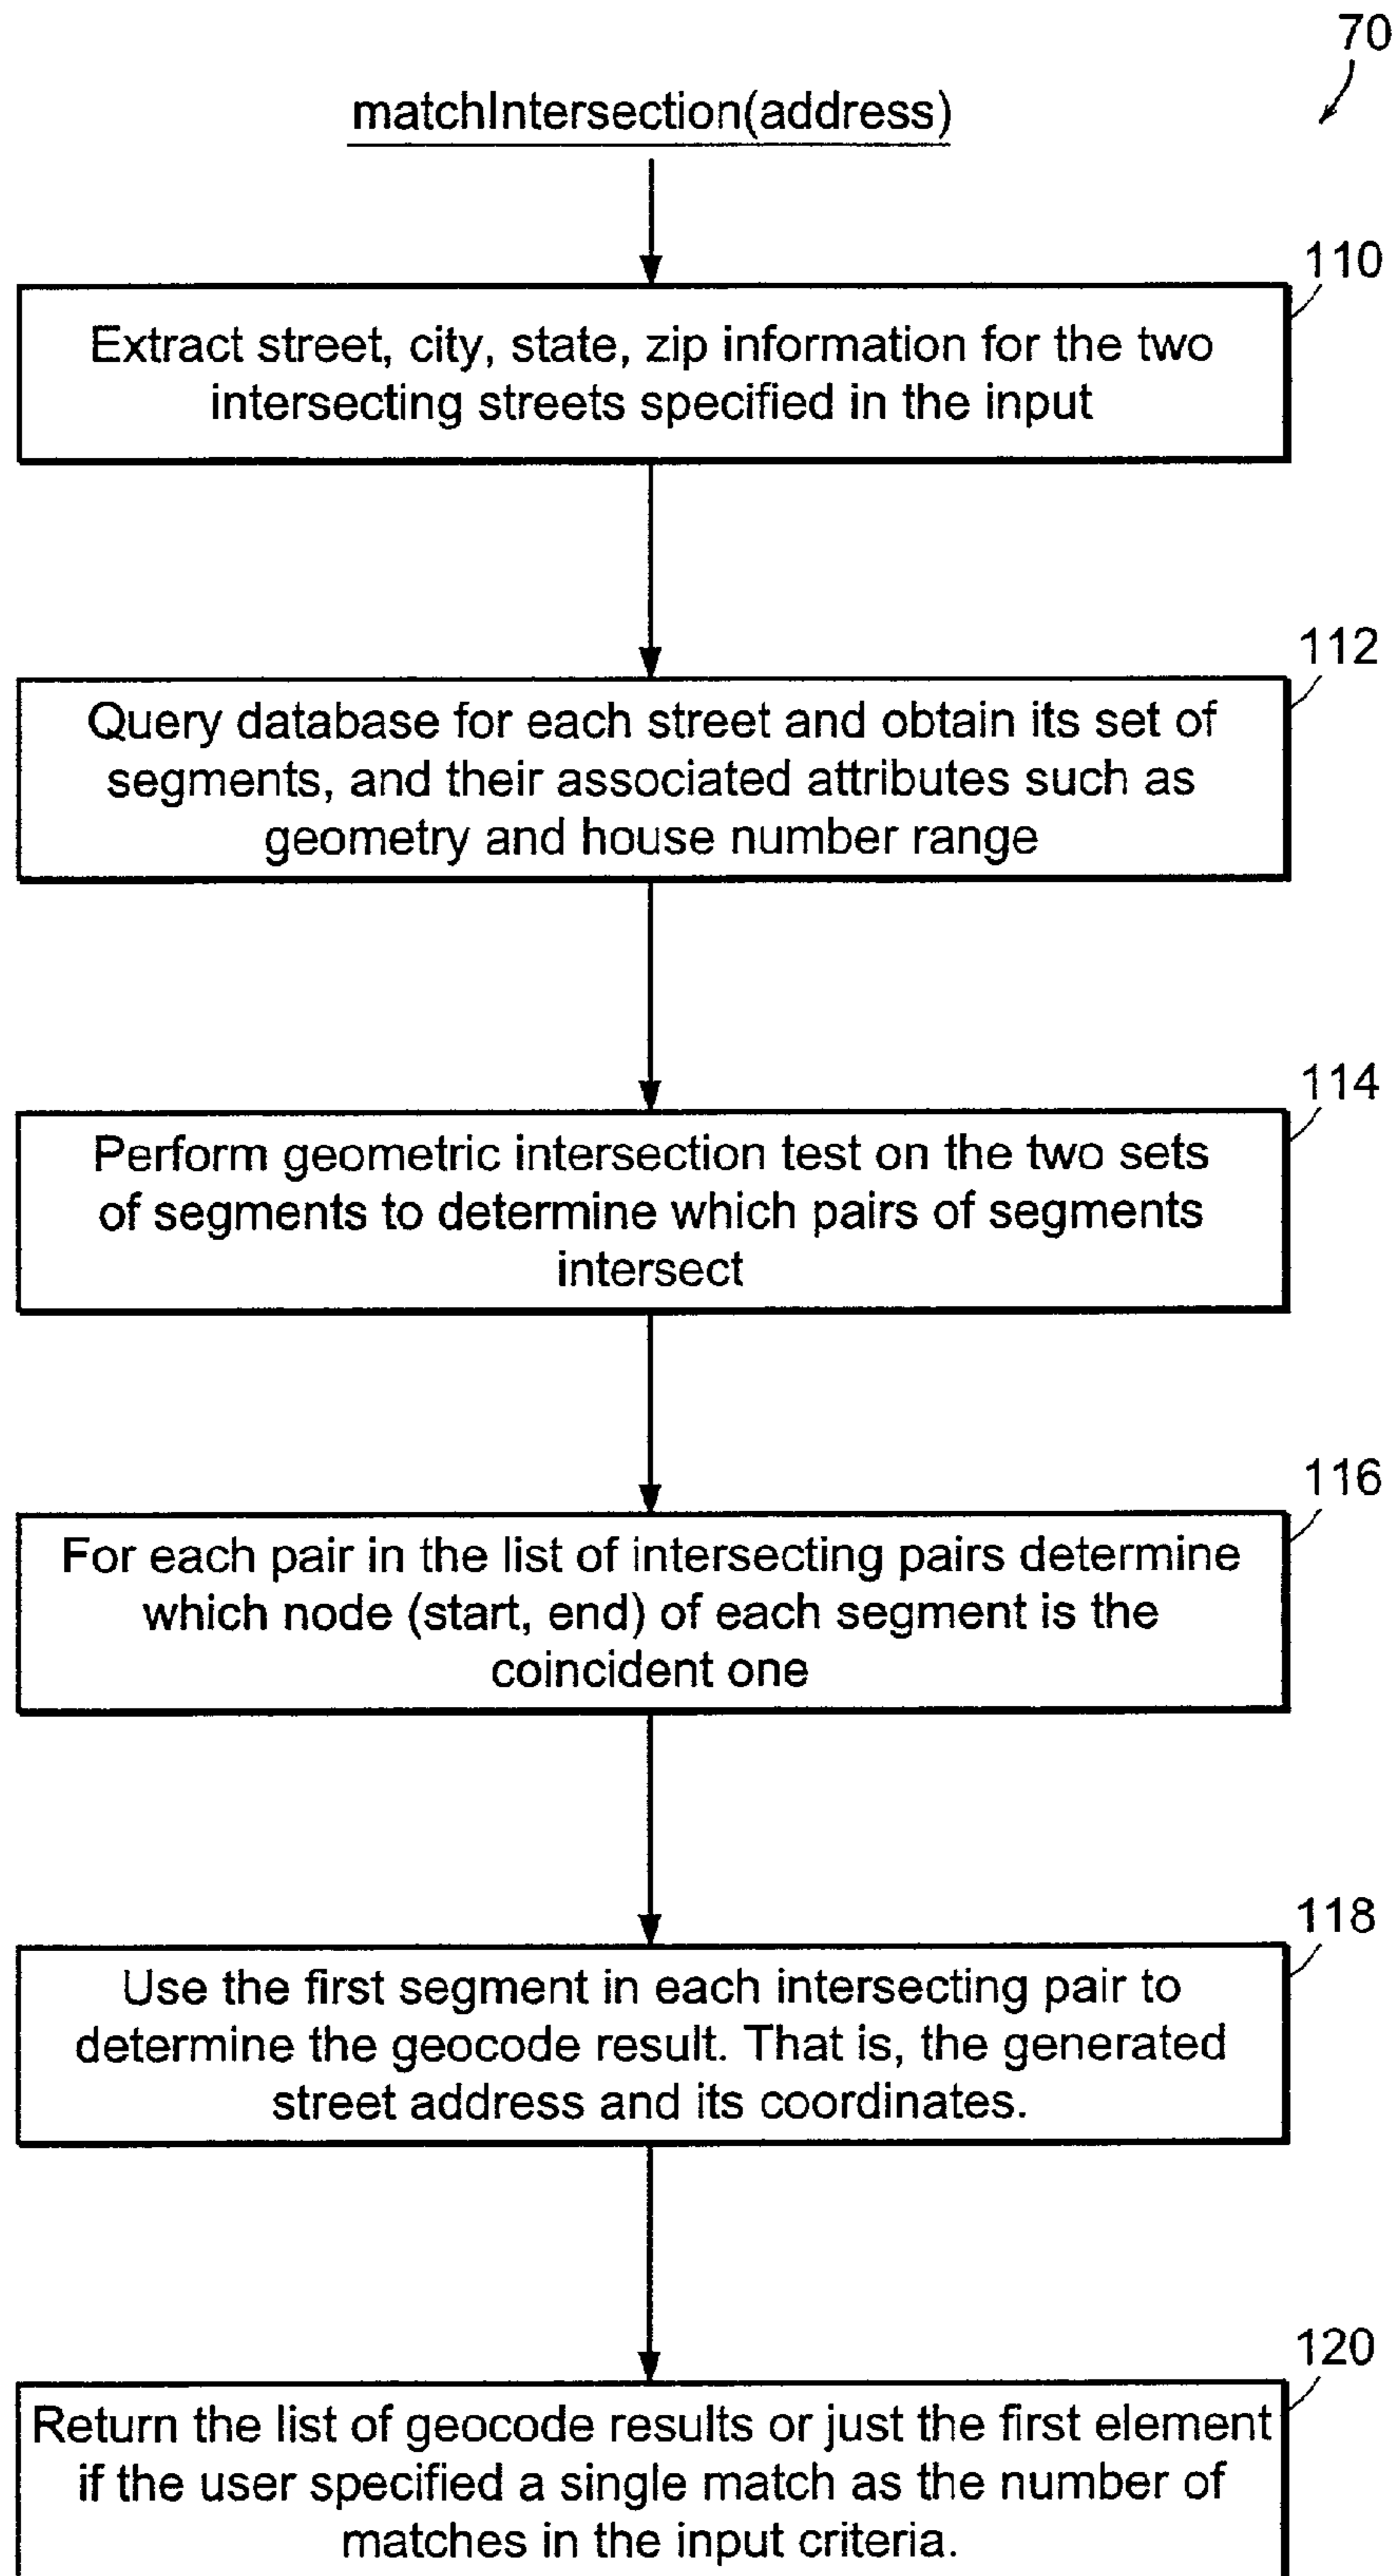 70
matchIntersection(address)
110
Extract street, city, state, zip information for the two
intersecting streets specified in the input
112
Query database for each street and obtain its set of
segments, and their associated attributes such as
geometry and house number range
114
Perform geometric intersection test on the two sets
of segments to determine which pairs of segments
intersect
116
For each pair in the list of intersecting pairs determine
which node (start, end) of each segment is the
coincident one
118
Use the first segment in each intersecting pair to
determine the geocode result. That is, the generated
street address and its coordinates.
120
Return the list of geocode results or just the first element
if the user specified a single match as the number of
matches in the input criteria.